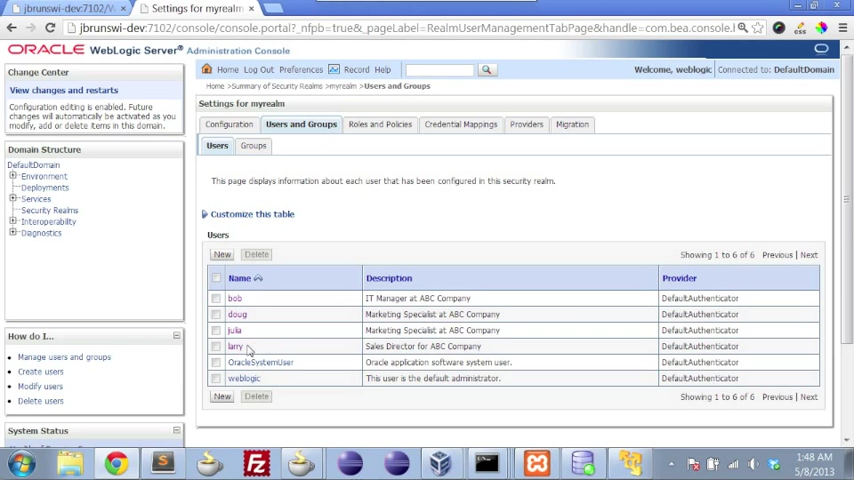 jbrunswi-dev:7102/console
Settings for myrealm
jbrunswi-dev:7102/console/console.portal?_nfpb=true&_pageLabel=RealmUserManagementTabPage&handle=com.bea.console.
ORACLE WebLogic Server® Administration Console
Change Center
View changes and restarts
Configuration editing is enabled. Future
changes will automatically be activated as you
modify, add or delete items in this domain.
Domain Structure
DefaultDomain
Environment
Deployments
Services
Security Realms
Interoperability
Diagnostics
How do I...
Manage users and groups
Create users
Modify users
Delete users
System Status
Home Log Out Preferences Record Help
Welcome, weblogic Connected to: DefaultDomain
Home >Summary of Security Realms >myrealm >Users and Groups
Settings for myrealm
Configuration Users and Groups Roles and Policies Credential Mappings Providers Migration
Users Groups
This page displays information about each user that has been configured in this security realm.
Customize this table
Users
New Delete Showing 1 to 6 of 6 Previous | Next
Name Description Provider
bob IT Manager at ABC Company DefaultAuthenticator
doug Marketing Specialist at ABC Company DefaultAuthenticator
julia Marketing Specialist at ABC Company DefaultAuthenticator
larry Sales Director for ABC Company DefaultAuthenticator
OracleSystemUser Oracle application software system user. DefaultAuthenticator
weblogic This user is the default administrator. DefaultAuthenticator
New Delete Showing 1 to 6 of 6 Previous | Next
1:48 AM
5/8/2013